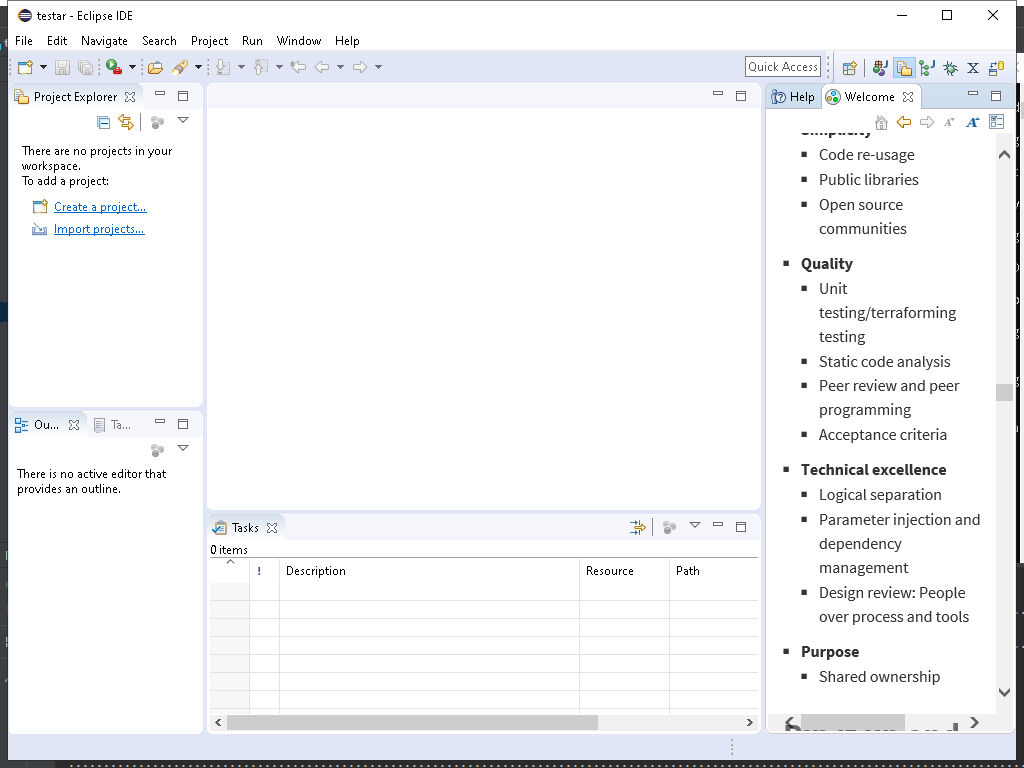 testar - Eclipse IDE
File Edit Navigate Search Project Run Window Help
Quick Access
Project Explorer
There are no projects in your
workspace.
To add a project:
Create a project...
Import projects...
Ou... Ta...
There is no active editor that
provides an outline.
Tasks
0 items
! Description Resource Path
Help Welcome
Simplicity
▪ Code re-usage
▪ Public libraries
▪ Open source
communities
▪ Quality
▪ Unit
testing/terraforming
testing
▪ Static code analysis
▪ Peer review and peer
programming
▪ Acceptance criteria
▪ Technical excellence
▪ Logical separation
▪ Parameter injection and
dependency
management
▪ Design review: People
over process and tools
▪ Purpose
▪ Shared ownership